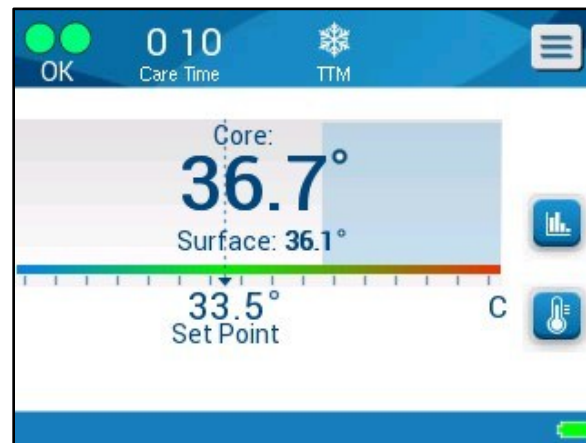 0 10
OK
Care Time
TTM
Core:
36.7°
Surface: 36.1°
33.5°
C
Set Point